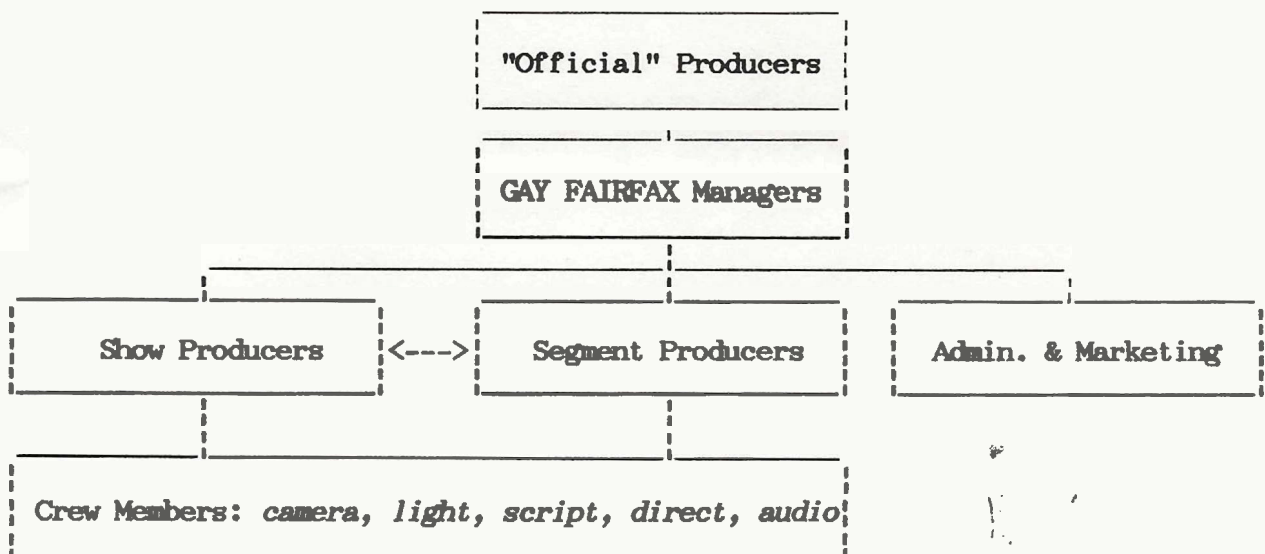 "Official" Producers
GAY FAIRFAX Managers
Show Producers <---> Segment Producers Admin. & Marketing
Crew Members: camera, light, script, direct, audio